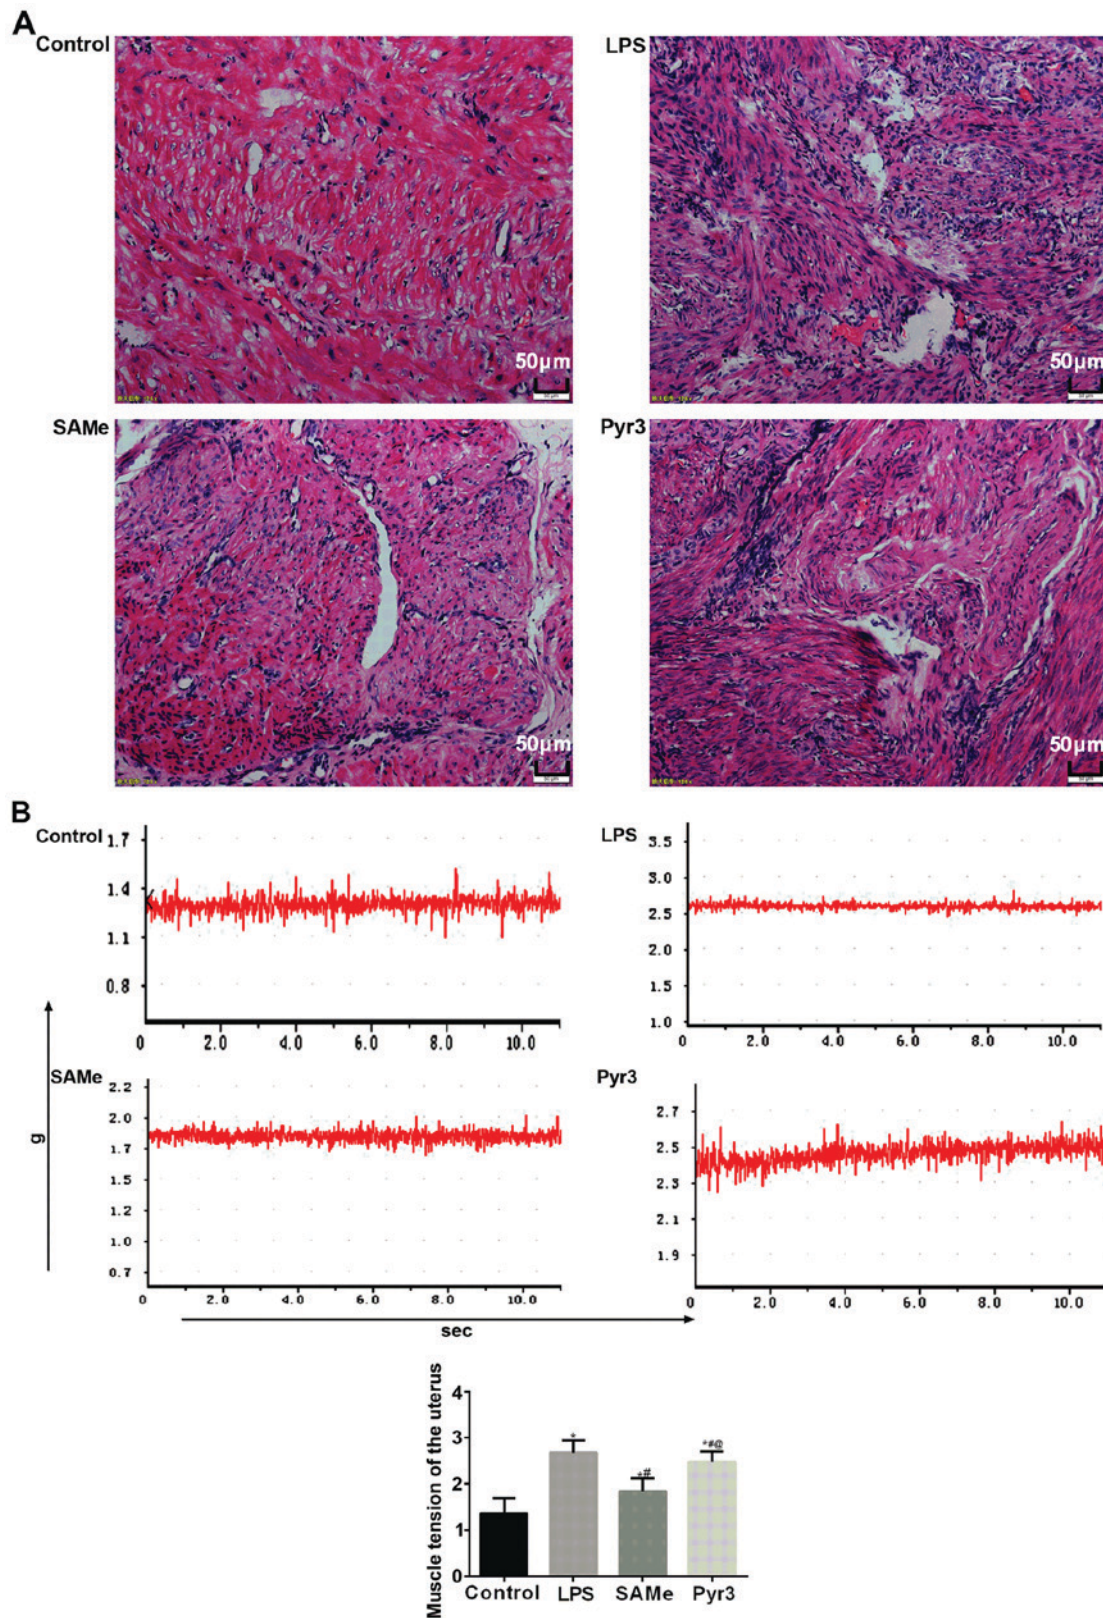 A
Control
LPS
50μm
50μm
SAMe
Pyr3
50μm
50μm
B
Control
1.7
1.4
1.1
0.8
0 2.0 4.0 6.0 8.0 10.0
LPS
3.5
3.0
2.5
2.0
1.5
1.0
0 2.0 4.0 6.0 8.0 10.0
SAMe
2.2
2.0
1.7
1.5
1.2
1.0
0.7
0 2.0 4.0 6.0 8.0 10.0
Pyr3
2.7
2.5
2.3
2.1
1.9
0 2.0 4.0 6.0 8.0 10.0
g
sec
Muscle tension of the uterus
4
3
2
1
0
*
*#
*#@
Control LPS SAMe Pyr3